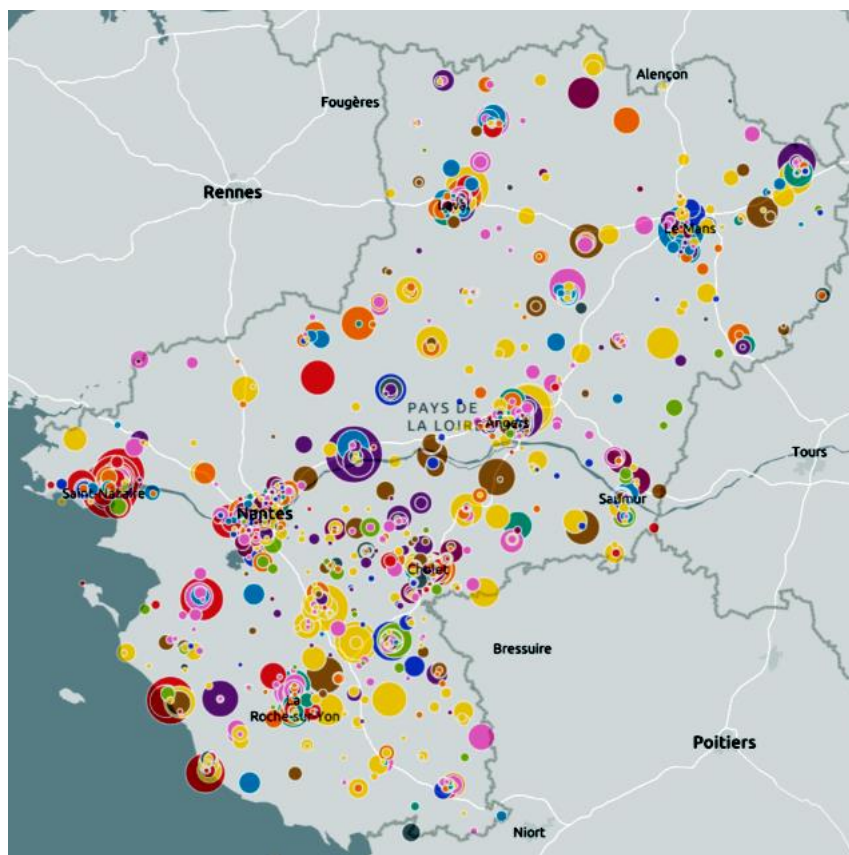 Alençon
Fougères
Rennes
Laval
Le Mans
PAYS DE
LA LOIRE
Angers
Tours
Saint-Nazaire
Saumur
Nantes
Cholet
Bressuire
La
Roche-sur-Yon
Poitiers
Niort